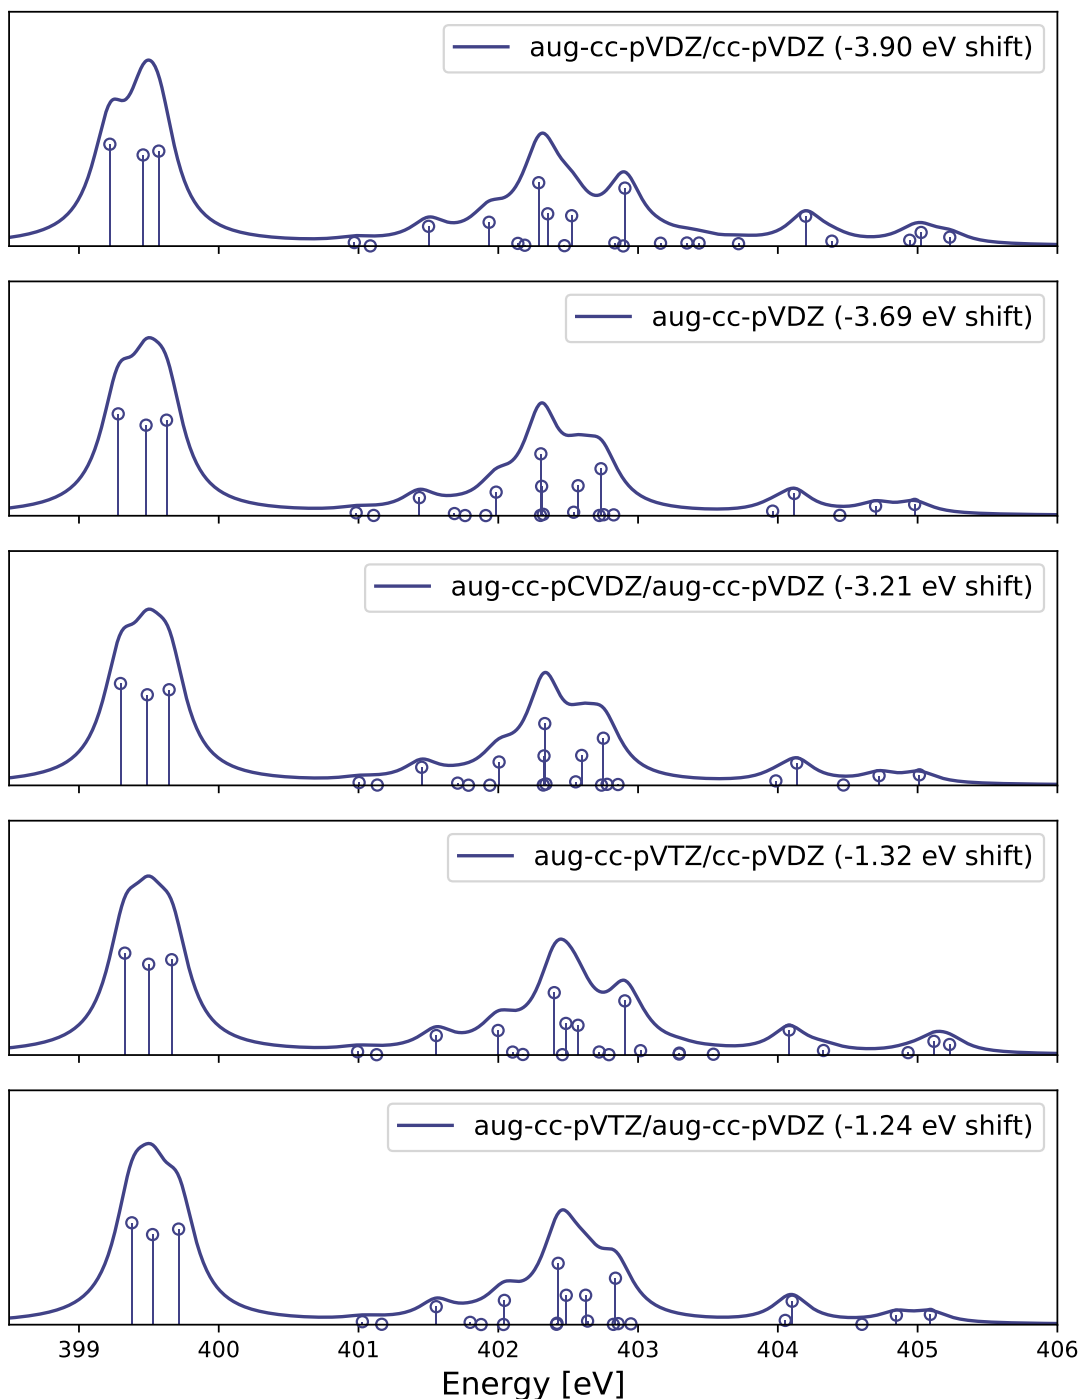 aug-cc-pVDZ/cc-pVDZ (-3.90 eV shift)
aug-cc-pVDZ (-3.69 eV shift)
aug-cc-pCVDZ/aug-cc-pVDZ (-3.21 eV shift)
aug-cc-pVTZ/cc-pVDZ (-1.32 eV shift)
aug-cc-pVTZ/aug-cc-pVDZ (-1.24 eV shift)
399 400 401 402 403 404 405 406
Energy [eV]